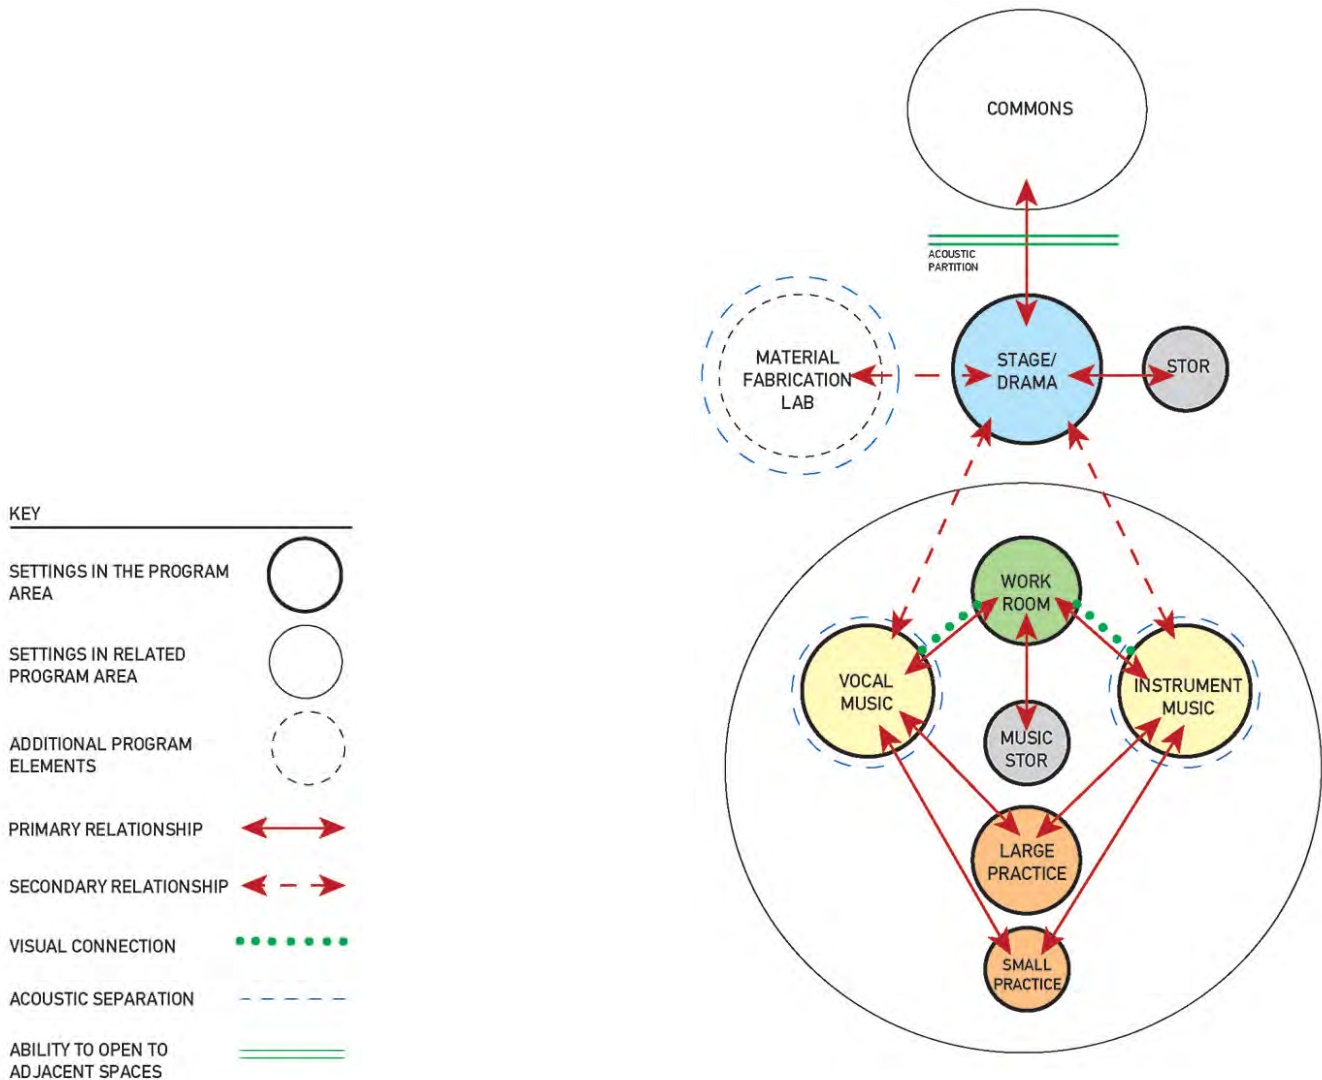 COMMONS
ACOUSTIC
PARTITION
MATERIAL
FABRICATION
LAB
STAGE/
DRAMA
STOR
WORK
ROOM
VOCAL
MUSIC
INSTRUMENT
MUSIC
MUSIC
STOR
LARGE
PRACTICE
SMALL
PRACTICE
KEY
SETTINGS IN THE PROGRAM
AREA
SETTINGS IN RELATED
PROGRAM AREA
ADDITIONAL PROGRAM
ELEMENTS
PRIMARY RELATIONSHIP
SECONDARY RELATIONSHIP
VISUAL CONNECTION
ACOUSTIC SEPARATION
ABILITY TO OPEN TO
ADJACENT SPACES